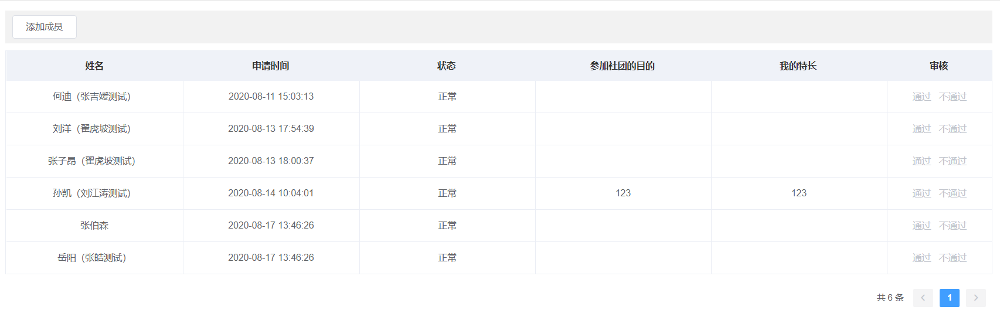 添加成员
姓名 申请时间 状态 参加社团的目的 我的特长 审核
何迪（张吉媛测试） 2020-08-11 15:03:13 正常 通过 不通过
刘洋（翟虎坡测试） 2020-08-13 17:54:39 正常 通过 不通过
张子昂（翟虎坡测试） 2020-08-13 18:00:37 正常 通过 不通过
孙凯（刘江涛测试） 2020-08-14 10:04:01 正常 123 123 通过 不通过
张伯森 2020-08-17 13:46:26 正常 通过 不通过
岳阳（张皓测试） 2020-08-17 13:46:26 正常 通过 不通过
共 6 条 1